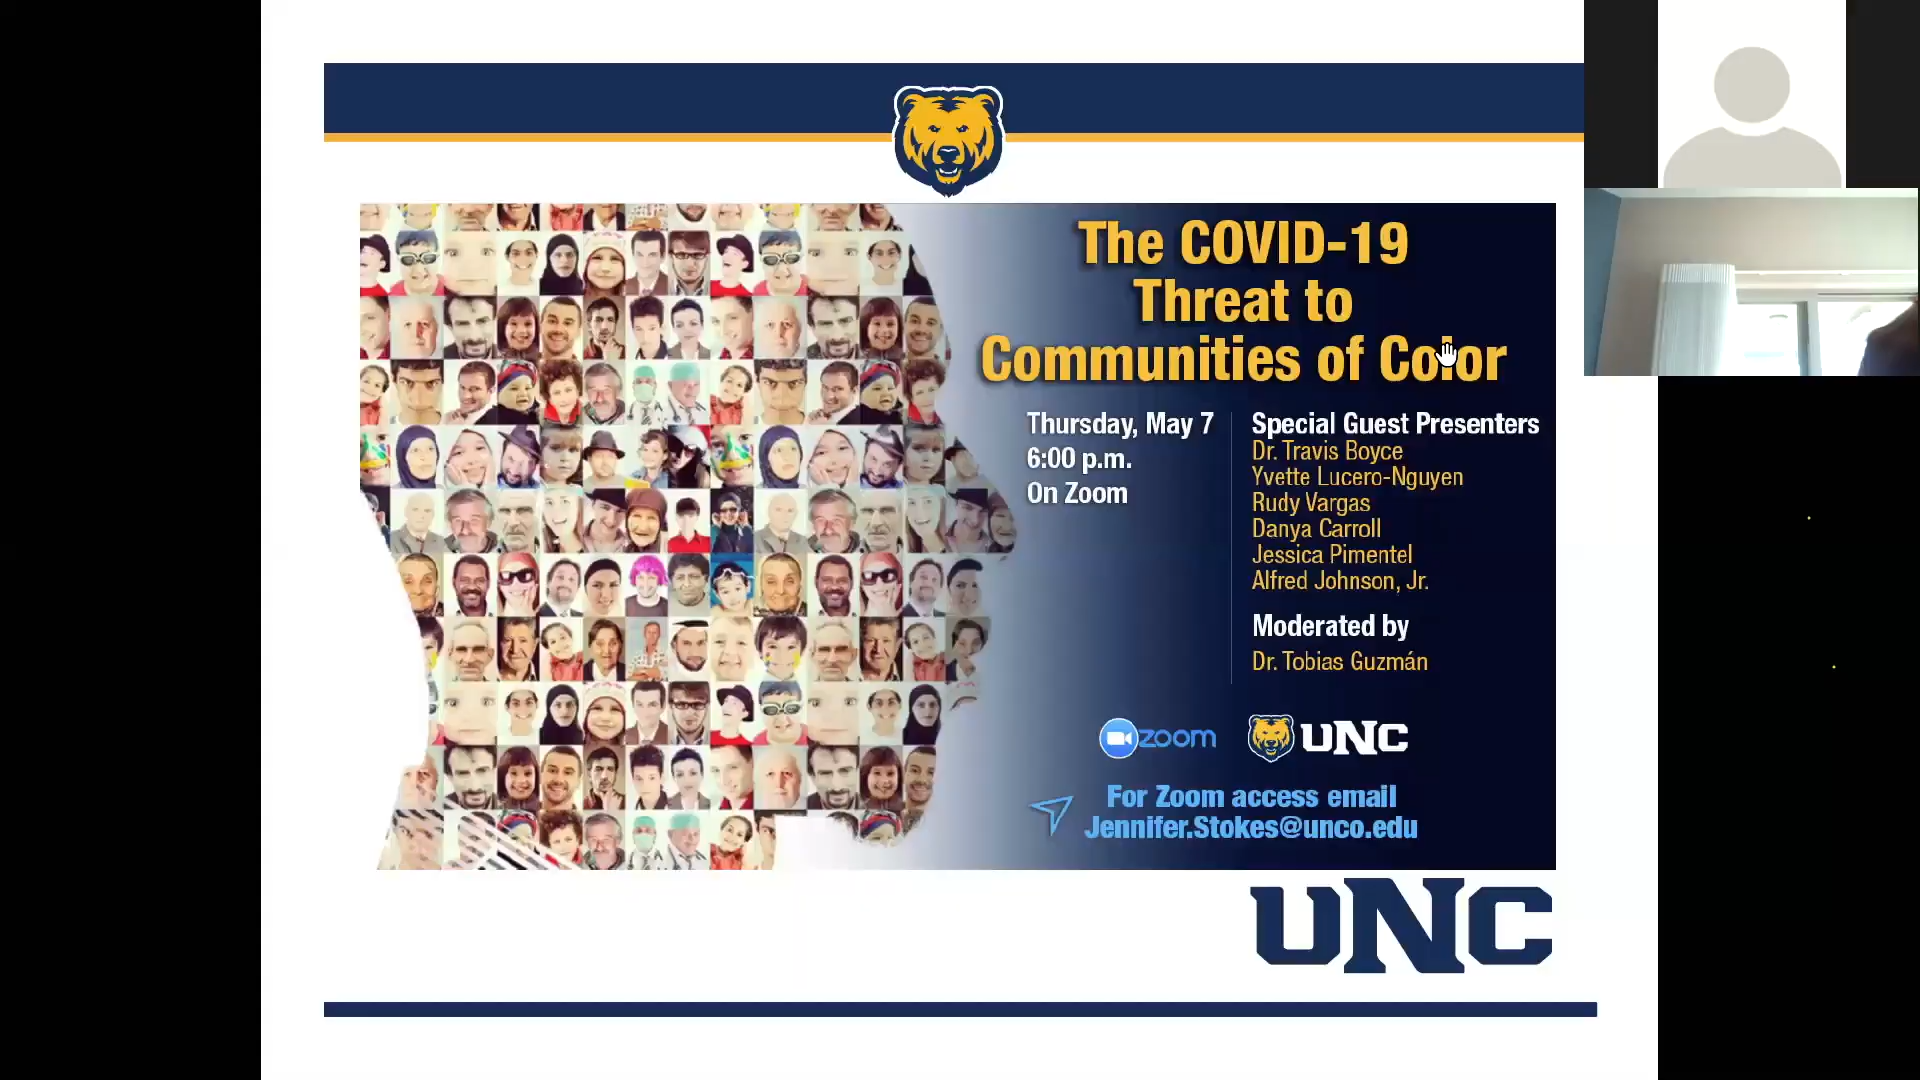 The COVID-19
Threat to
Communities of Color
Thursday, May 7
6:00 p.m.
On Zoom
Special Guest Presenters
Dr. Travis Boyce
Yvette Lucero-Nguyen
Rudy Vargas
Danya Carroll
Jessica Pimentel
Alfred Johnson, Jr.
Moderated by
Dr. Tobias Guzmán
zoom
UNC
For Zoom access email
Jennifer.Stokes@unco.edu
UNC